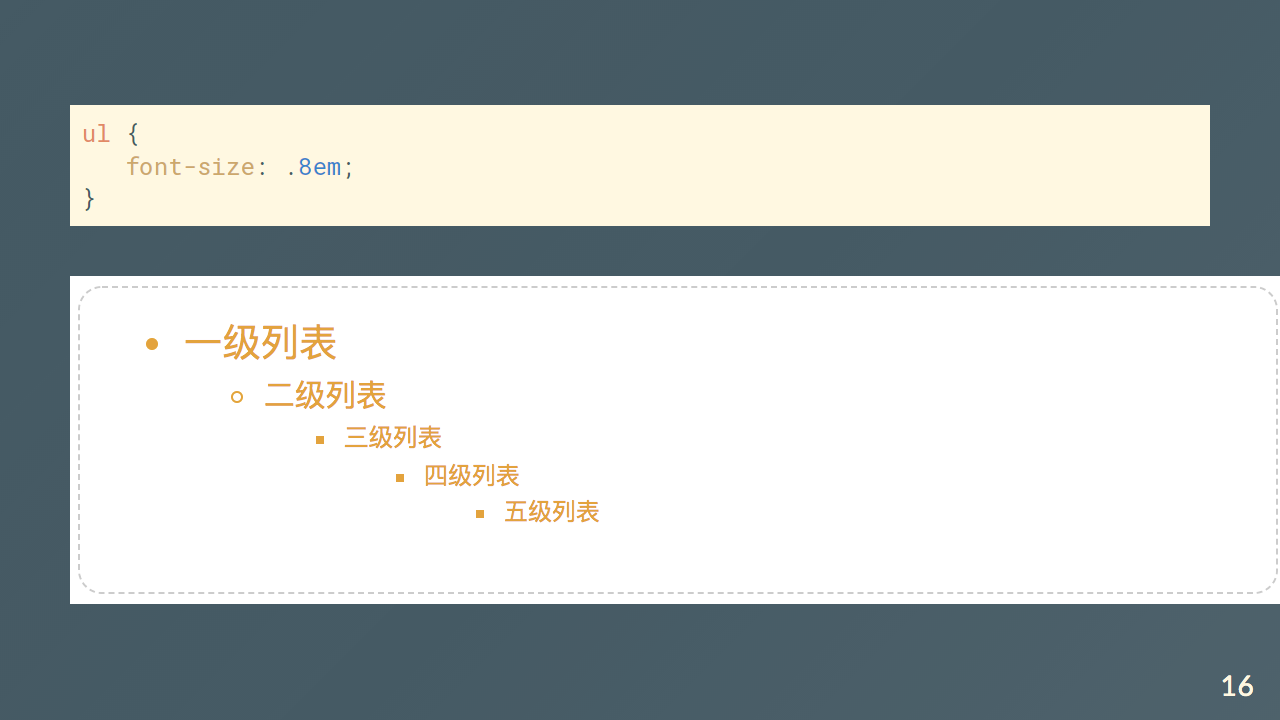 ul {
   font-size: .8em;
}
一级列表
二级列表
三级列表
四级列表
五级列表
16